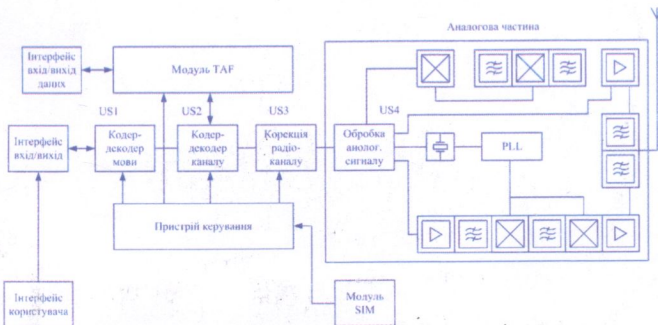 Аналогова частина
Інтерфейс
вхід/вихід
даних
Модуль TAF
US1
US2
US3
US4
Інтерфейс
вхід/вихід
Кодер-
декодер
мови
Кодер-
декодер
каналу
Корекція
радіо-
каналу
Обробка
анолог.
сигналу
PLL
Пристрій керування
Інтерфейс
користувача
Модуль
SIM